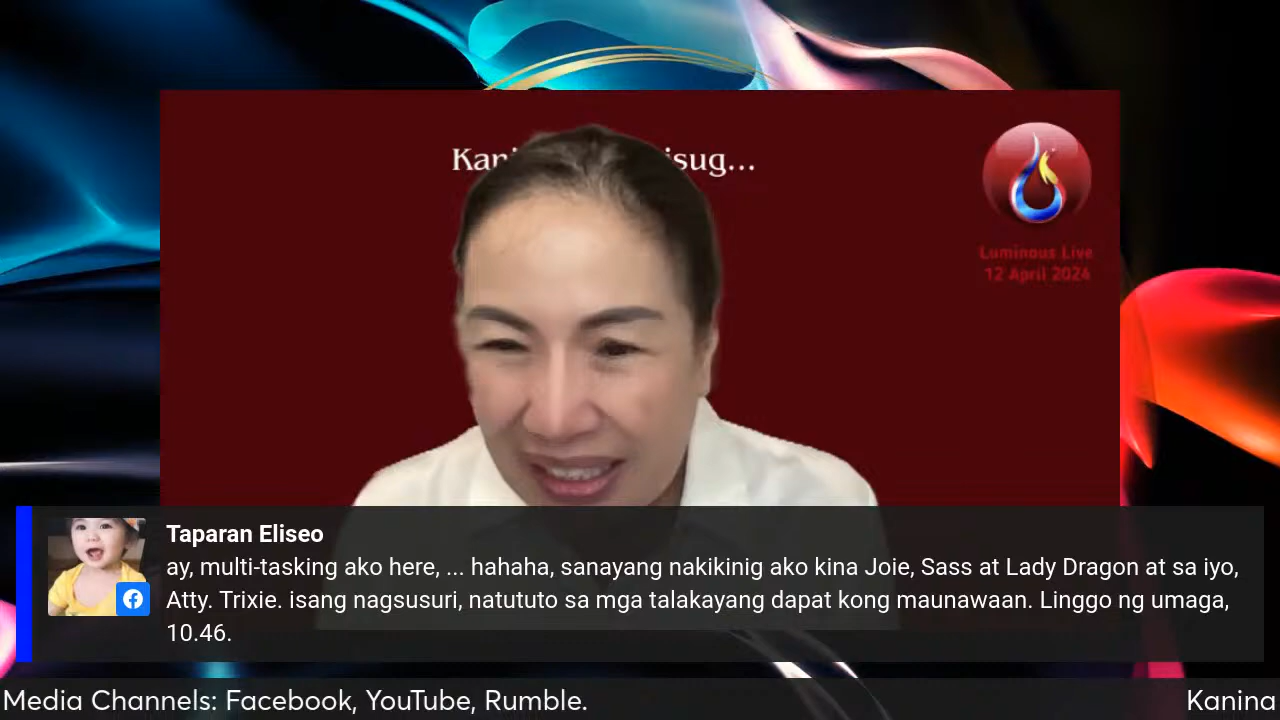 Kani isug...
Luminous Live
12 April 2024
Taparan Eliseo
ay, multi-tasking ako here, ... hahaha, sanayang nakikinig ako kina Joie, Sass at Lady Dragon at sa iyo,
Atty. Trixie. isang nagsusuri, natututo sa mga talakayang dapat kong maunawaan. Linggo ng umaga,
10.46.
Media Channels: Facebook, YouTube, Rumble. Kanina